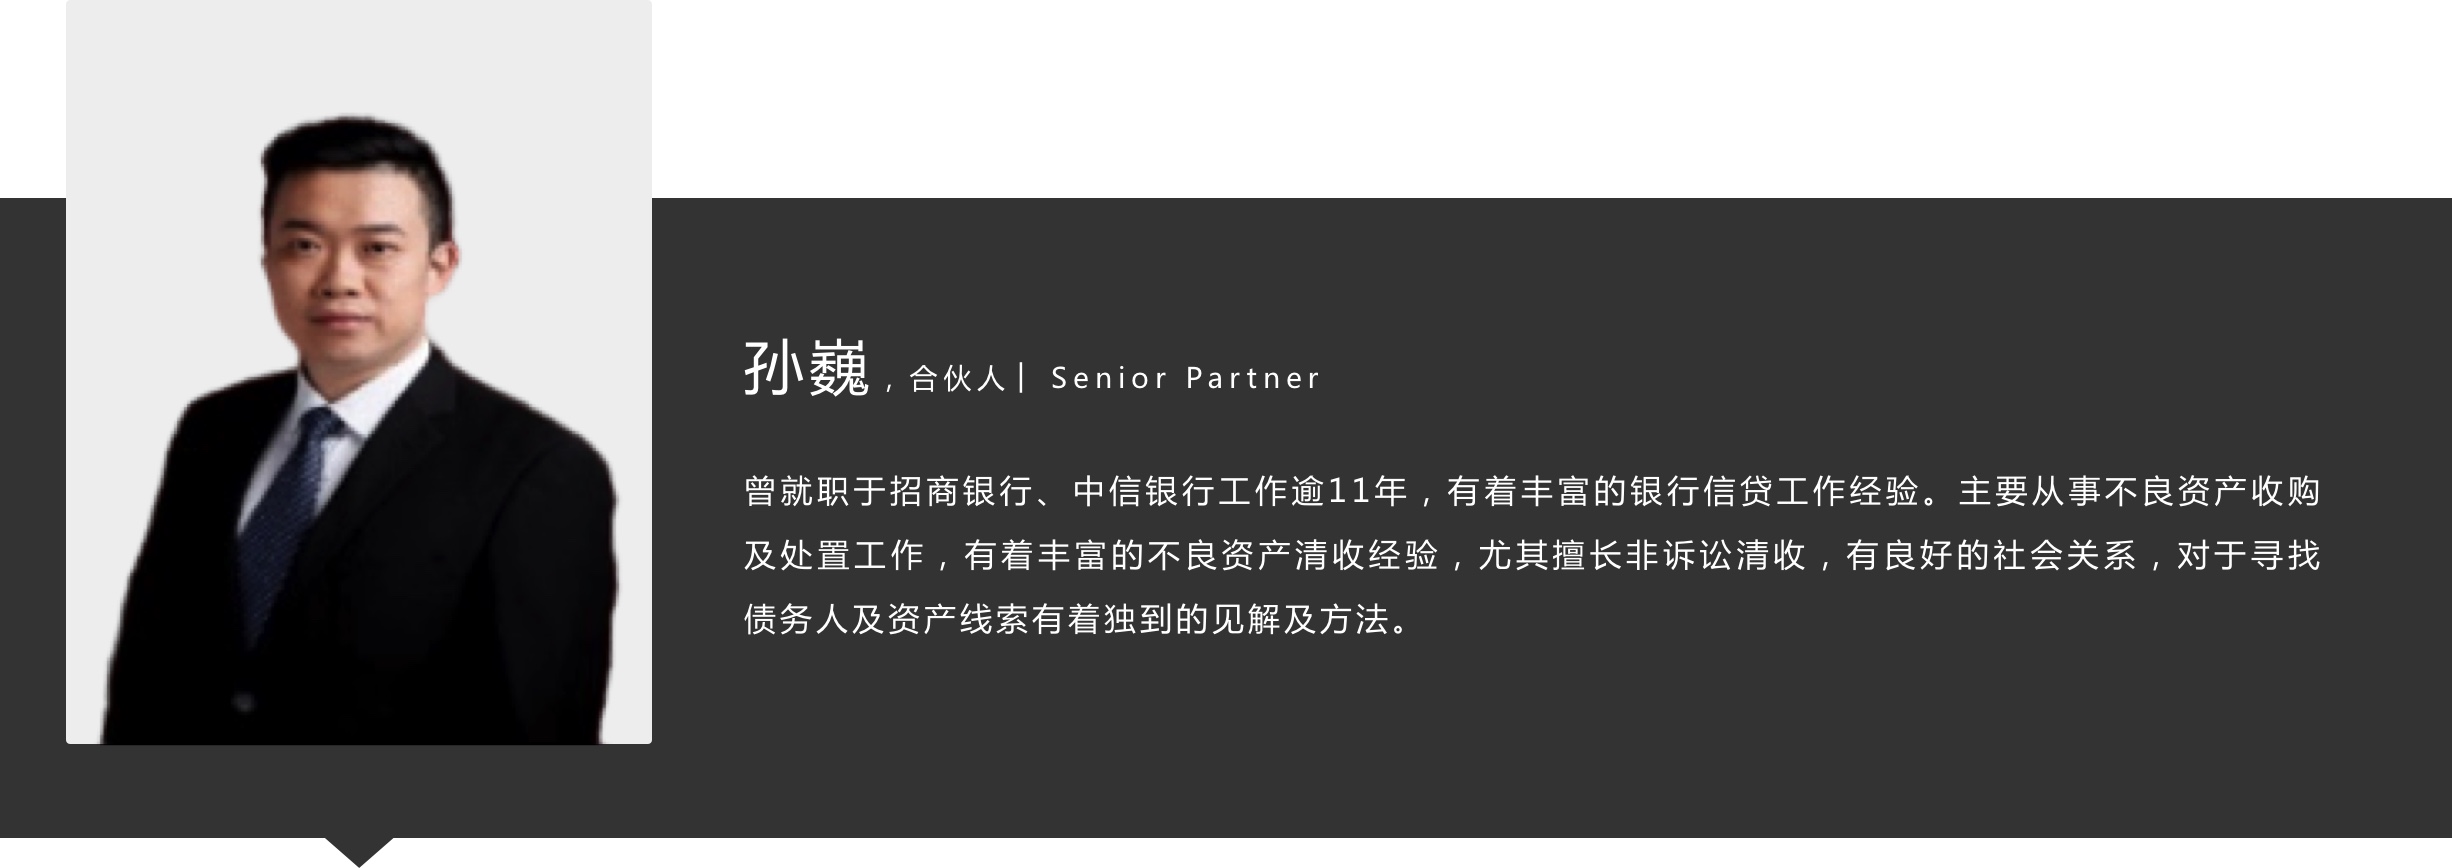 孙巍，合伙人| Senior Partner
曾就职于招商银行、中信银行工作逾11年，有着丰富的银行信贷工作经验。主要从事不良资产收购
及处置工作，有着丰富的不良资产清收经验，尤其擅长非诉讼清收，有良好的社会关系，对于寻找
债务人及资产线索有着独到的见解及方法。